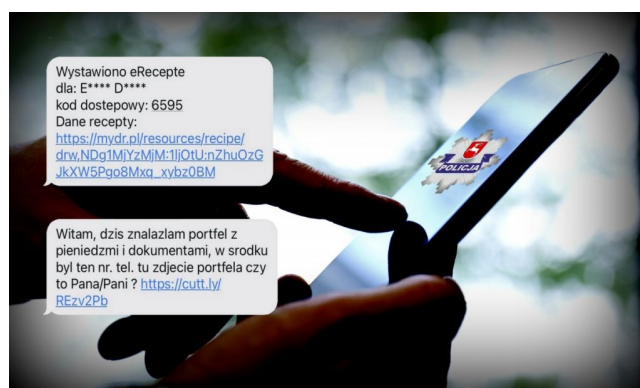 Wystawiono eRecepte
dla: E**** D****
kod dostepowy: 6595
Dane recepty:
https://mydr.pl/resources/recipe/
drw,NDg1MjYzMjM:1ljOtU:nZhuOzG
JkXW5Pgo8Mxq_xybz0BM
POLICJA
Witam, dzis znalazlam portfel z
pieniedzmi i dokumentami, w srodku
byl ten nr. tel. tu zdjecie portfela czy
to Pana/Pani ? https://cutt.ly/
REzv2Pb